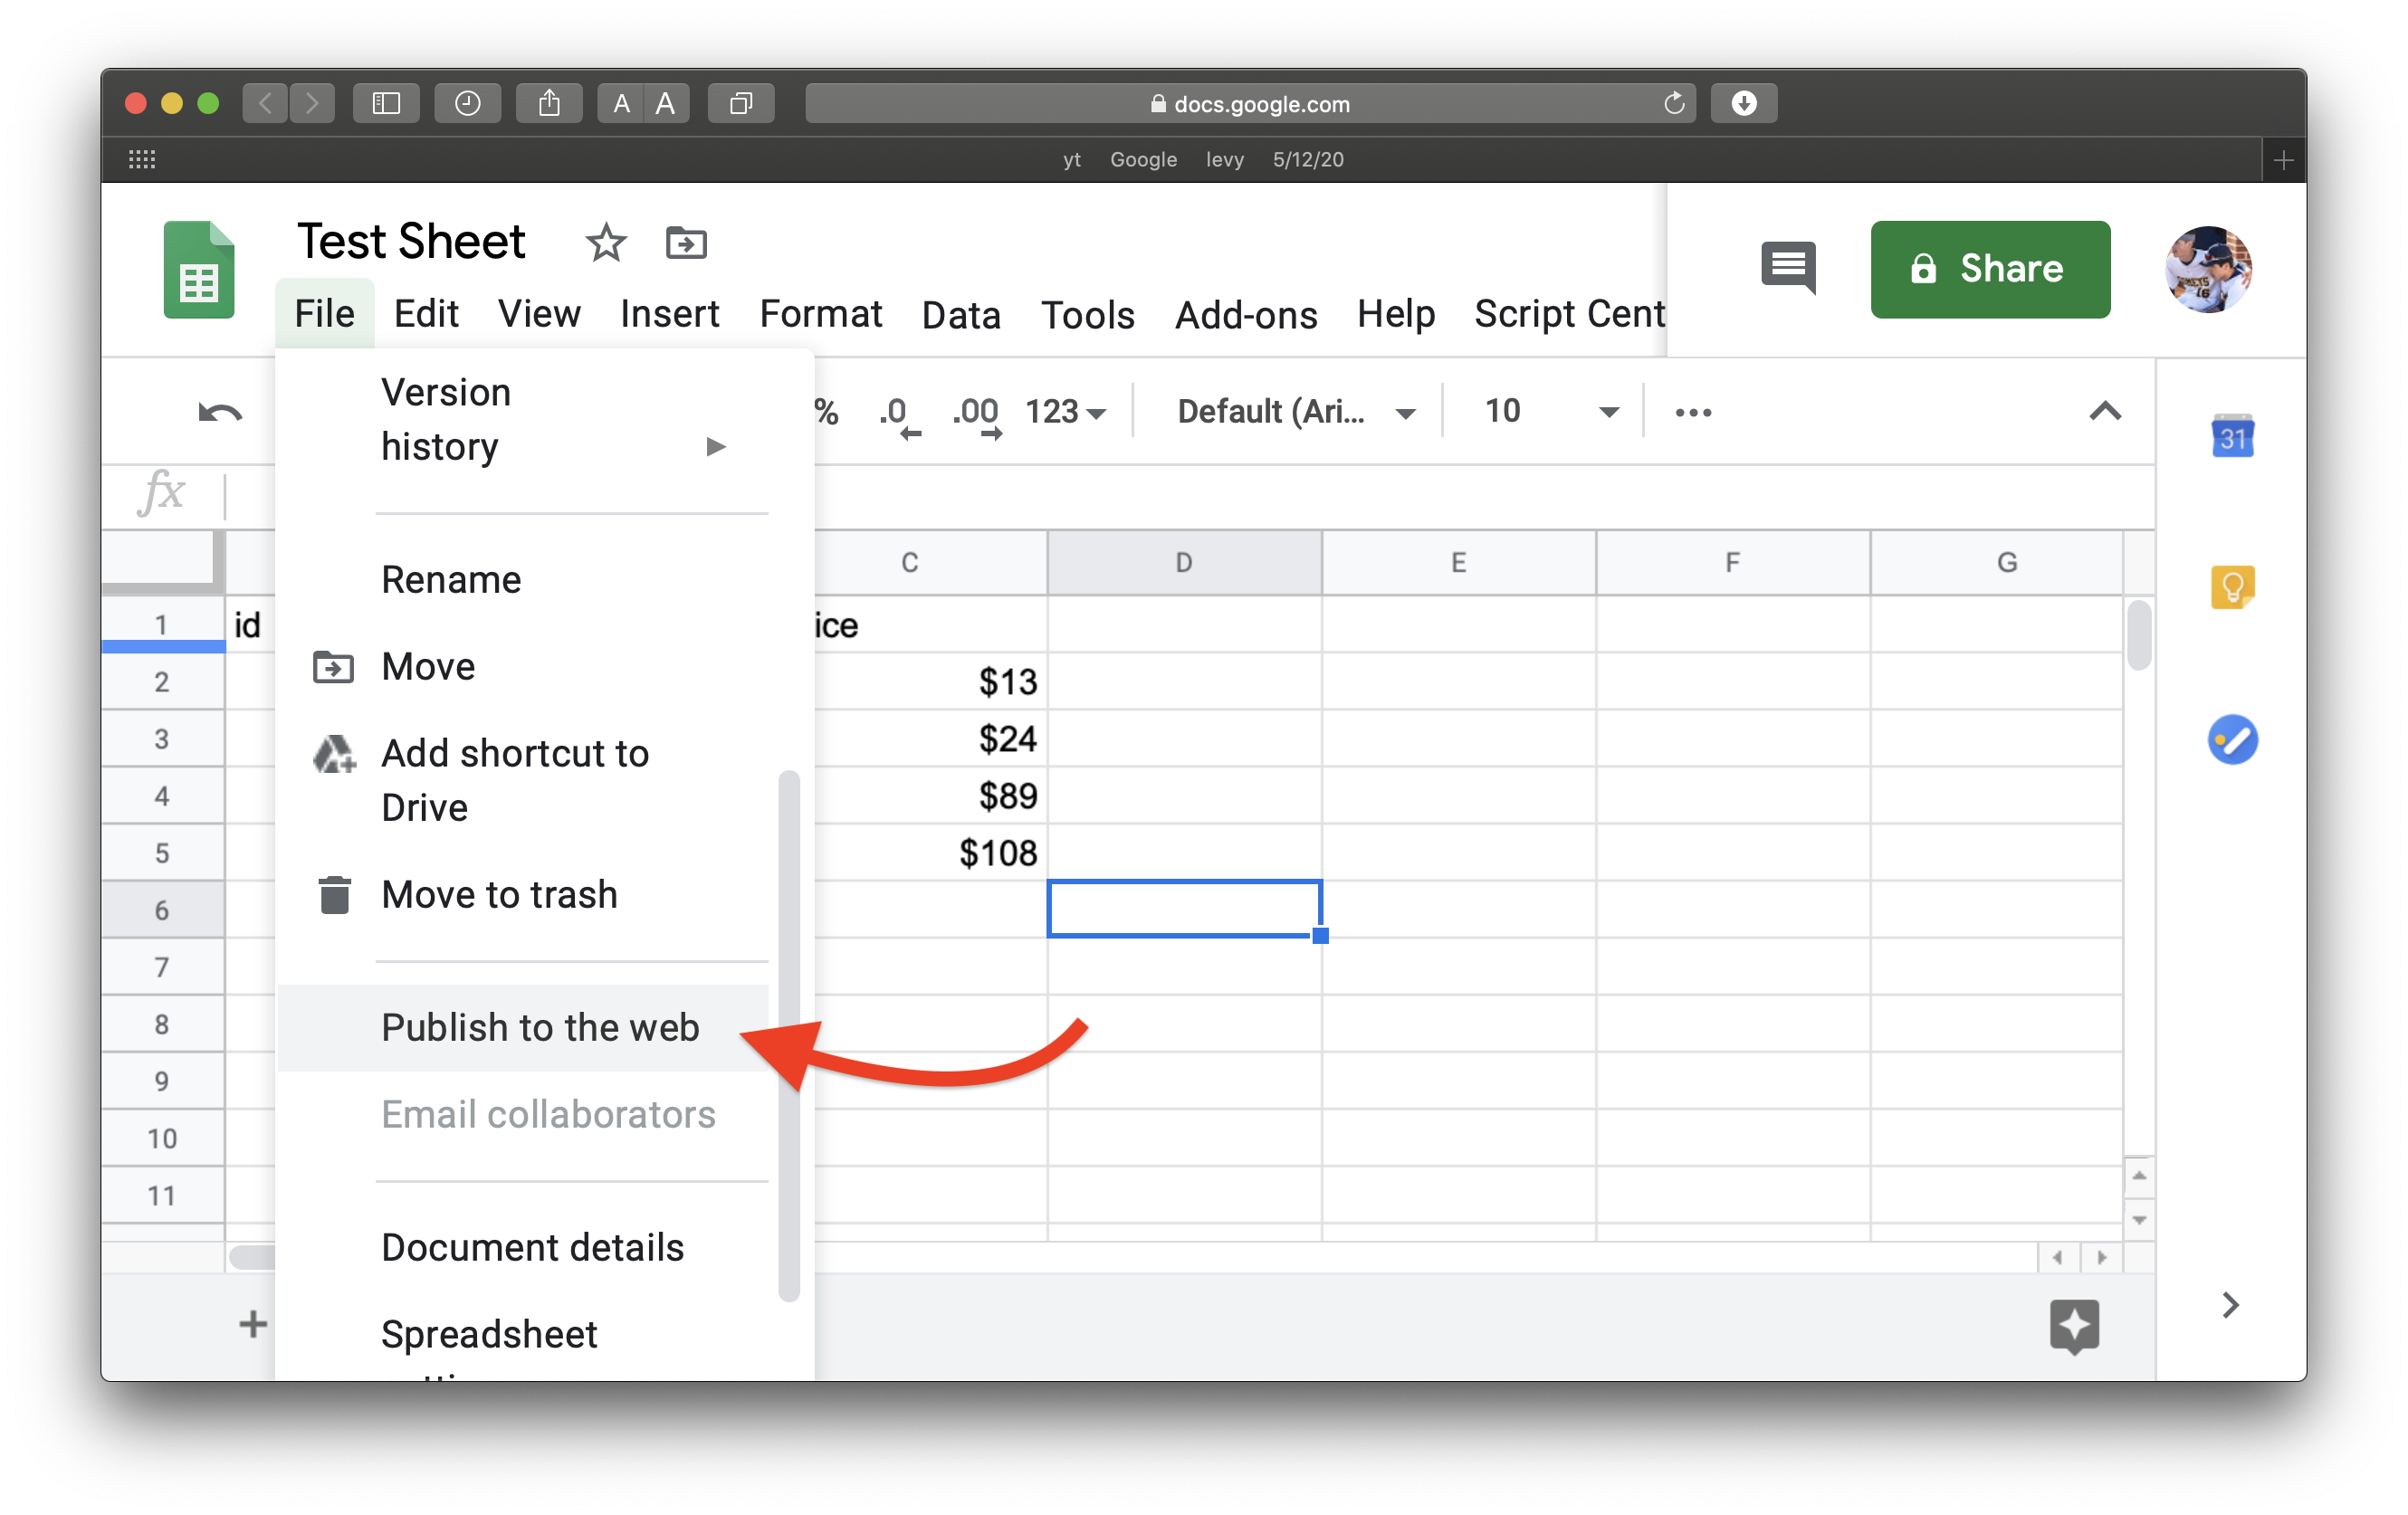 A A
docs.google.com
yt Google levy 5/12/20
Test Sheet
Share
File Edit View Insert Format Data Tools Add-ons Help Script Cent
Version
history
% .0 .00 123 Default (Ari... 10
31
fx
Rename
C D E F G
1 id ice
Move
2 $13
3 $24
Add shortcut to
Drive
4 $89
5 $108
Move to trash
6
7
Publish to the web
8
9
Email collaborators
10
11
Document details
Spreadsheet